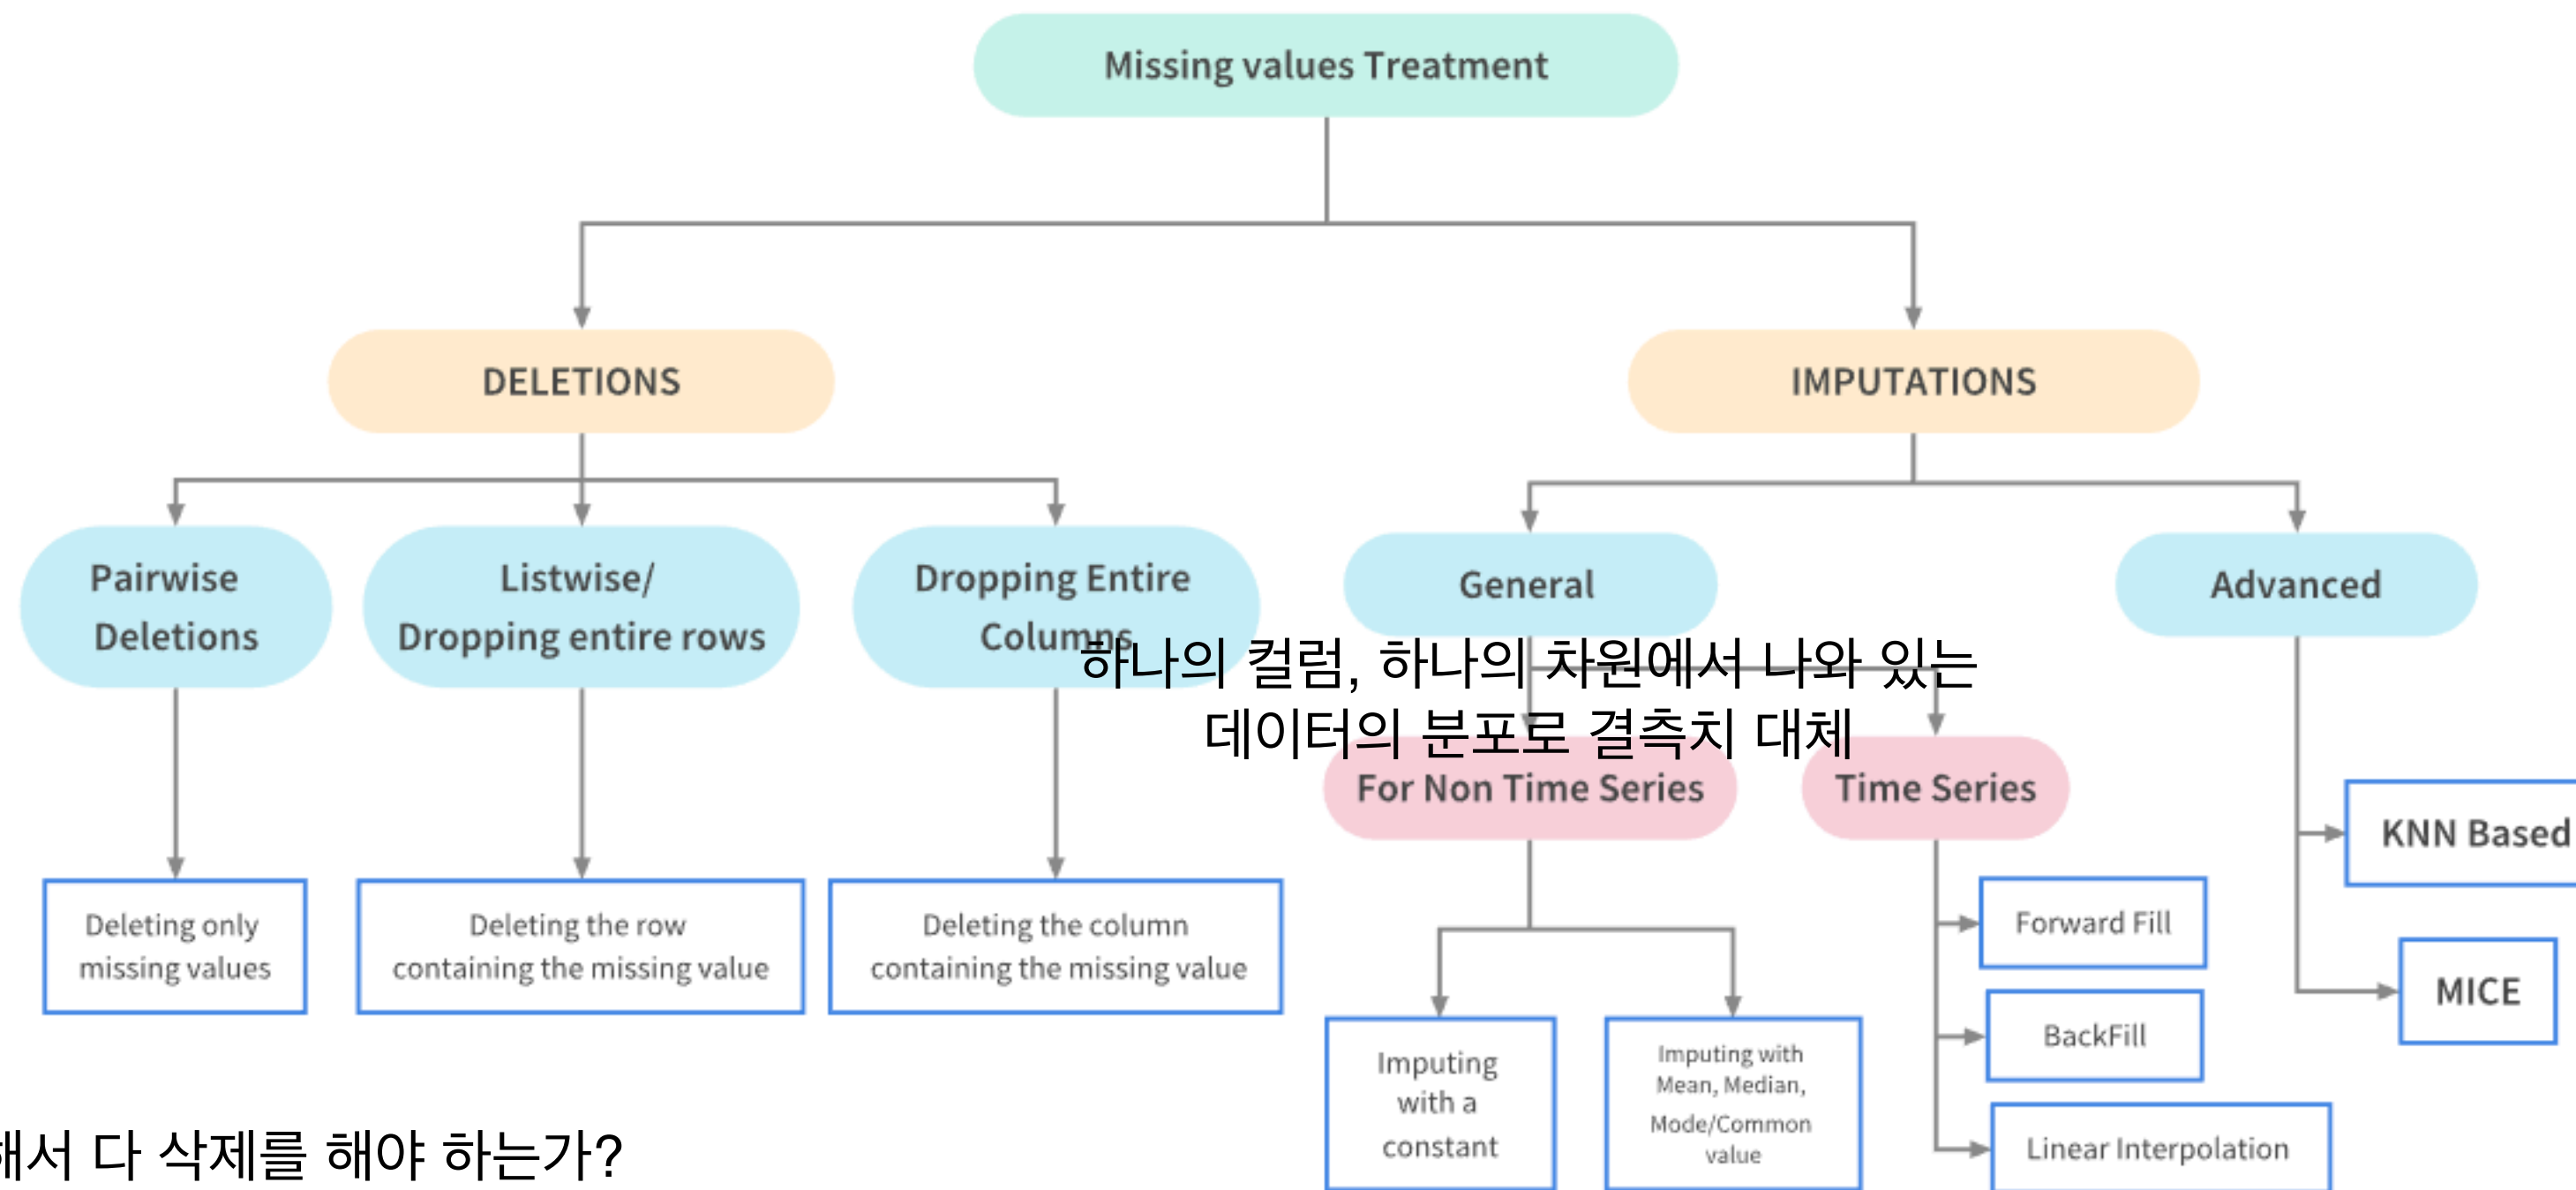 Missing values Treatment
DELETIONS
IMPUTATIONS
Pairwise
Deletions
Listwise/
Dropping entire rows
Dropping Entire
Columns
General
Advanced
하나의 컬럼, 하나의 차원에서 나와 있는
데이터의 분포로 결측치 대체
For Non Time Series
Time Series
KNN Based
MICE
Deleting only
missing values
Deleting the row
containing the missing value
Deleting the column
containing the missing value
Forward Fill
BackFill
Linear Interpolation
Imputing
with a
constant
Imputing with
Mean, Median,
Mode/Common
value
해서 다 삭제를 해야 하는가?